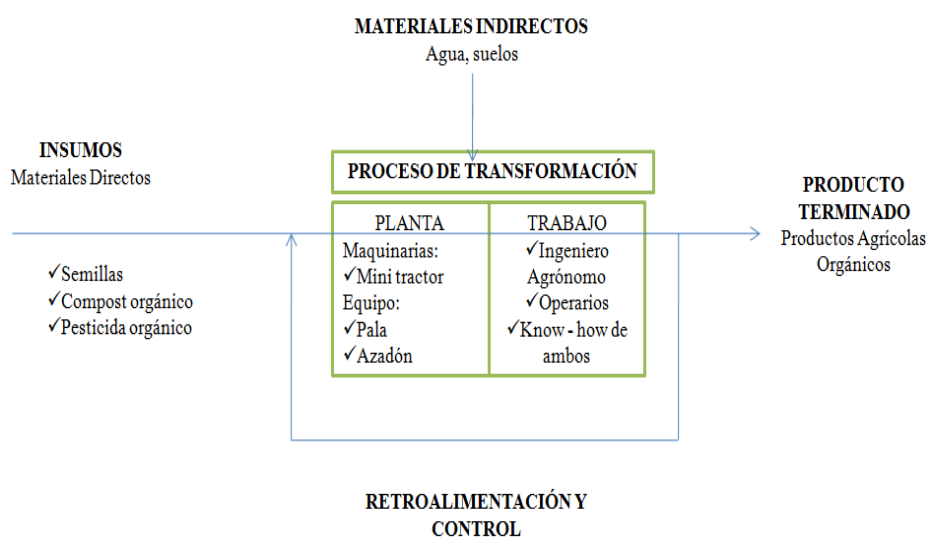 MATERIALES INDIRECTOS
Agua, suelos
INSUMOS
Materiales Directos
✓Semillas
✓Compost orgánico
✓Pesticida orgánico
PROCESO DE TRANSFORMACIÓN
PLANTA
Maquinarias:
✓Mini tractor
Equipo:
✓Pala
✓Azadón
TRABAJO
✓Ingeniero
Agrónomo
✓Operarios
✓Know - how de
ambos
PRODUCTO
TERMINADO
Productos Agrícolas
Orgánicos
RETROALIMENTACIÓN Y
CONTROL